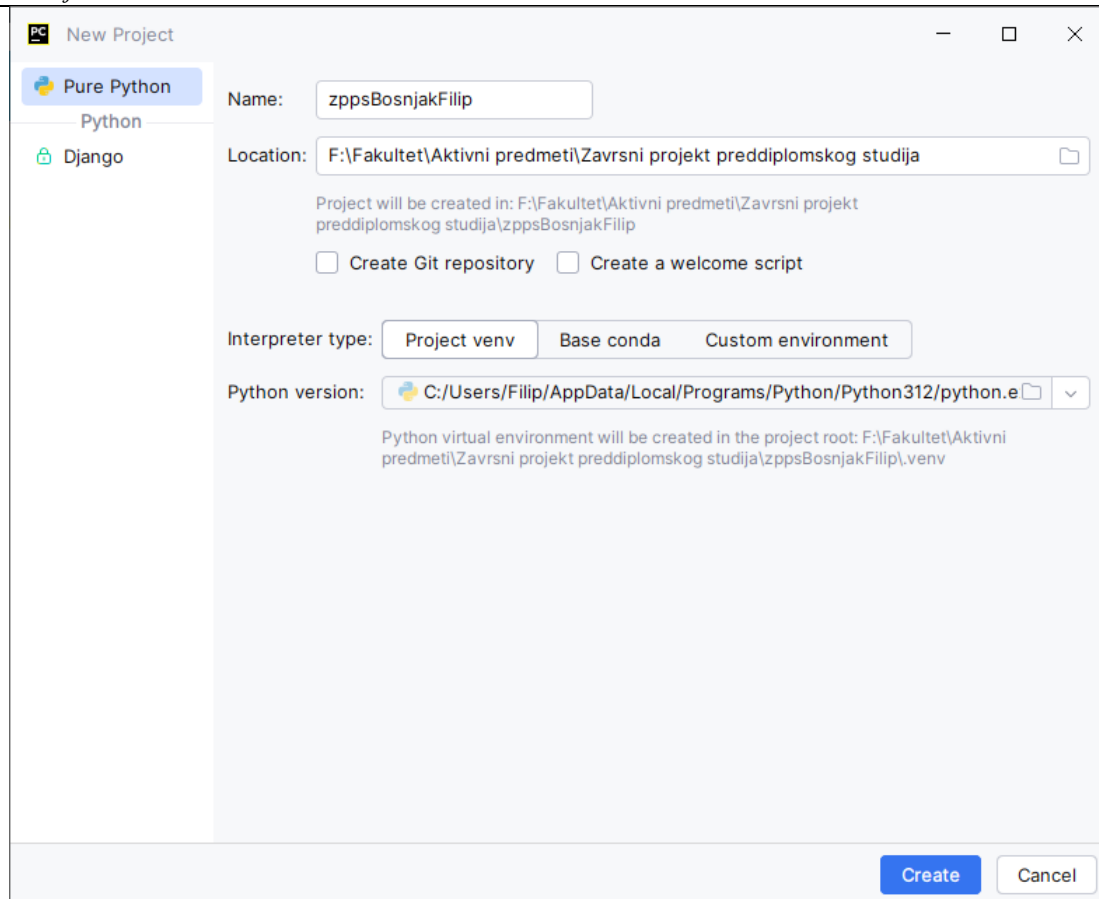 PC New Project
Pure Python
Python
Django
Name: zppsBosnjakFilip
Location: F:\Fakultet\Aktivni predmeti\Zavrsni projekt preddiplomskog studija
Project will be created in: F:\Fakultet\Aktivni predmeti\Zavrsni projekt
preddiplomskog studija\zppsBosnjakFilip
Create Git repository Create a welcome script
Interpreter type: Project venv Base conda Custom environment
Python version: C:/Users/Filip/AppData/Local/Programs/Python/Python312/python.e
Python virtual environment will be created in the project root: F:\Fakultet\Aktivni
predmeti\Zavrsni projekt preddiplomskog studija\zppsBosnjakFilip\.venv
Create Cancel